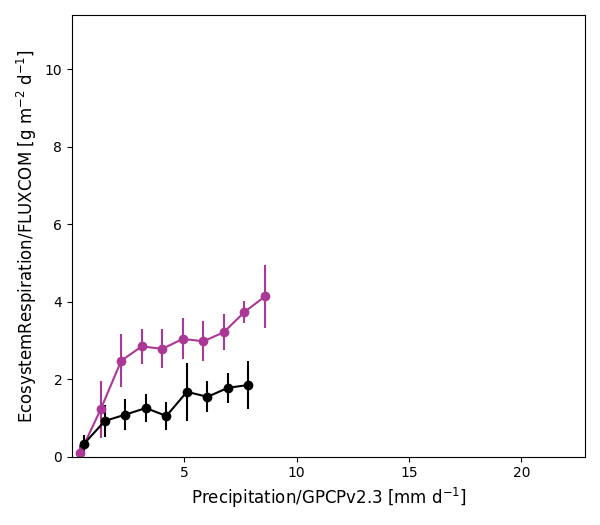 EcosystemRespiration/FLUXCOM [g m⁻² d⁻¹]
10
8
6
4
2
0
5 10 15 20
Precipitation/GPCPv2.3 [mm d⁻¹]